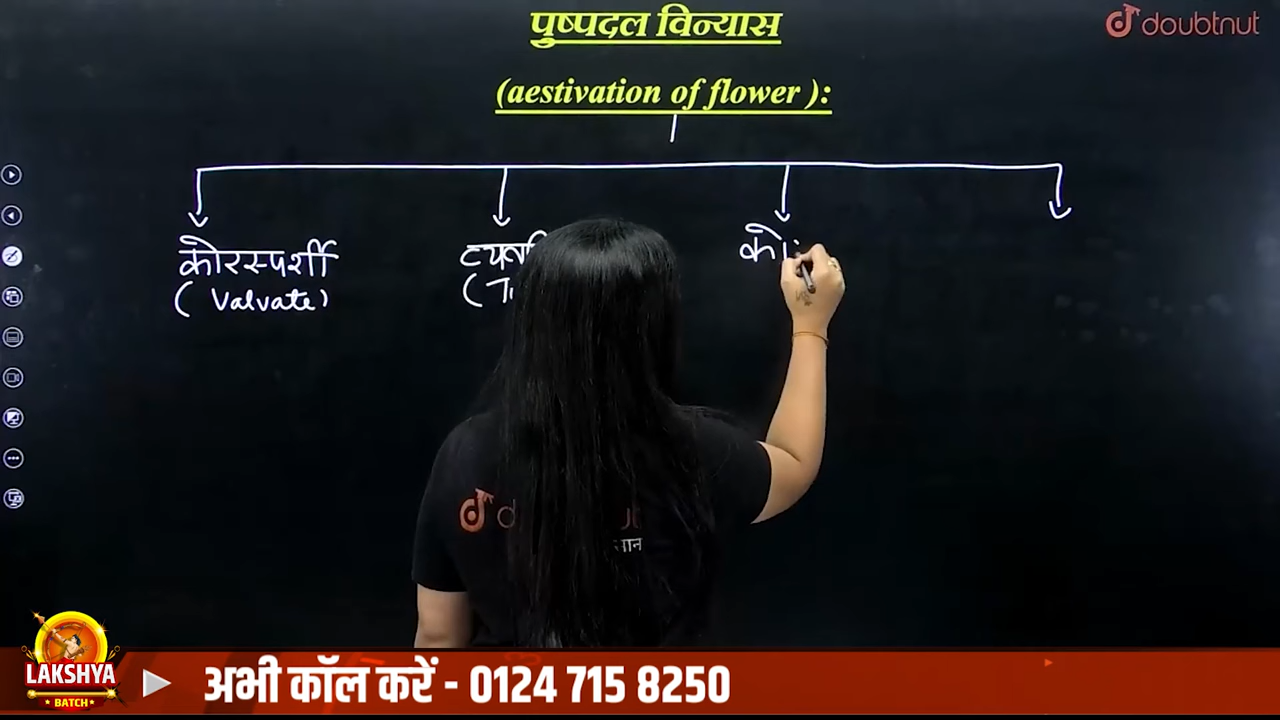 पुष्पदल विन्यास
doubtnut
(aestivation of flower ):
कोरस्पर्शी
(Valvate)
d
ज्ञान
LAKSHYA
BATCH
अभी कॉल करें - 0124 715 8250